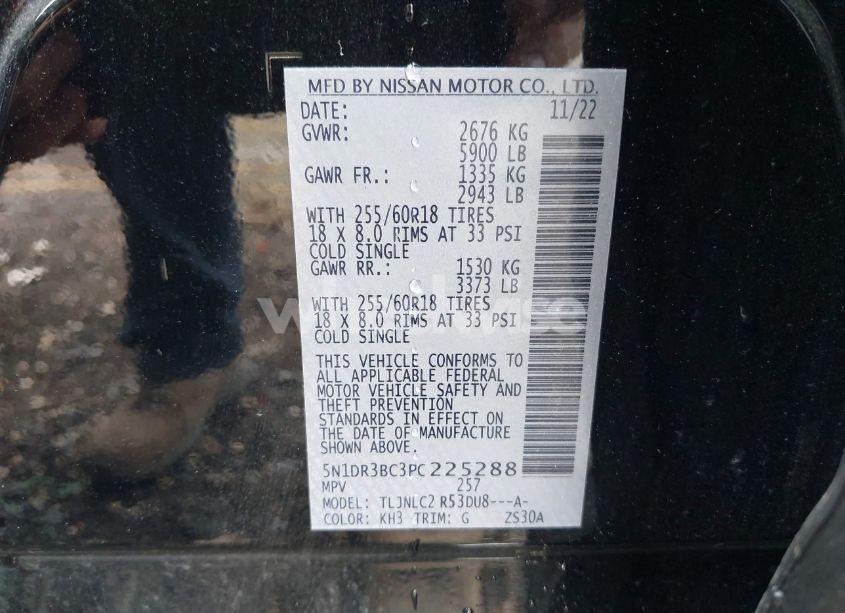 MFD BY NISSAN MOTOR CO., LTD.
DATE: 11/22
GVWR: 2676 KG
5900 LB
GAWR FR.: 1335 KG
2943 LB
WITH 255/60R18 TIRES
18 X 8.0 RIMS AT 33 PSI
COLD SINGLE
GAWR RR.: 1530 KG
3373 LB
WITH 255/60R18 TIRES
18 X 8.0 RIMS AT 33 PSI
COLD SINGLE
THIS VEHICLE CONFORMS TO
ALL APPLICABLE FEDERAL
MOTOR VEHICLE SAFETY AND
THEFT PREVENTION
STANDARDS IN EFFECT ON
THE DATE OF MANUFACTURE
SHOWN ABOVE.
5N1DR3BC3PC225288
MPV 257
MODEL: TLJNLC2 R53DU8---A-
COLOR: KH3 TRIM: G ZS30A